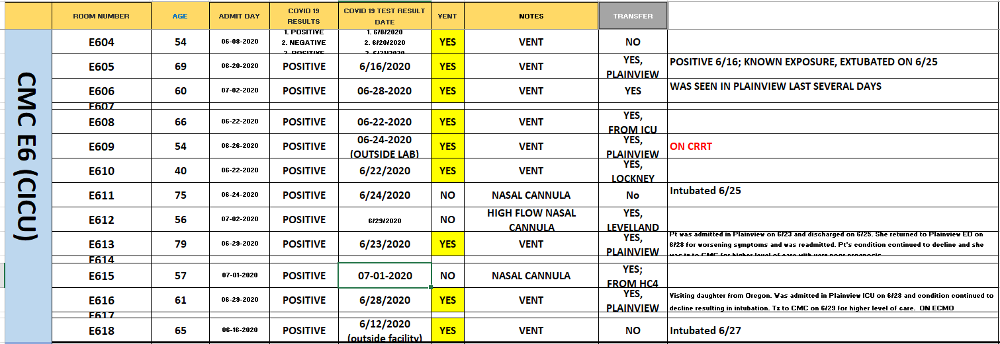 ROOM NUMBER AGE ADMIT DAY COVID 19 RESULTS COVID 19 TEST RESULT DATE VENT NOTES TRANSFER
CMC E6 (CICU)
E604 54 06-08-2020 1. POSITIVE 1. 6/8/2020 YES VENT NO
2. NEGATIVE 2. 6/20/2020
3. POSITIVE 3. 6/21/2020
E605 69 06-20-2020 POSITIVE 6/16/2020 YES VENT YES, PLAINVIEW POSITIVE 6/16; KNOWN EXPOSURE, EXTUBATED ON 6/25
E606 60 07-02-2020 POSITIVE 06-28-2020 YES VENT YES WAS SEEN IN PLAINVIEW LAST SEVERAL DAYS
E607
E608 66 06-22-2020 POSITIVE 06-22-2020 YES VENT YES, FROM ICU
E609 54 06-26-2020 POSITIVE 06-24-2020 (OUTSIDE LAB) YES VENT YES, PLAINVIEW ON CRRT
E610 40 06-22-2020 POSITIVE 6/22/2020 YES VENT YES, LOCKNEY
E611 75 06-24-2020 POSITIVE 6/24/2020 NO NASAL CANNULA No Intubated 6/25
E612 56 07-02-2020 POSITIVE 6/29/2020 NO HIGH FLOW NASAL CANNULA YES, LEVELLAND
E613 79 06-29-2020 POSITIVE 6/23/2020 YES VENT YES, PLAINVIEW Pt was admitted in Plainview on 6/23 and discharged on 6/25. She returned to Plainview ED on
6/28 for worsening symptoms and was readmitted. Pt's condition continued to decline and she
was tx to CMC for higher level of care with very poor prognosis
E614
E615 57 07-01-2020 POSITIVE 07-01-2020 NO NASAL CANNULA YES; FROM HC4
E616 61 06-29-2020 POSITIVE 6/28/2020 YES VENT YES, PLAINVIEW Visiting daughter from Oregon. Was admitted in Plainview ICU on 6/28 and condition continued to
decline resulting in intubation. Tx to CMC on 6/29 for higher level of care. ON ECMO
E617
E618 65 06-16-2020 POSITIVE 6/12/2020 (outside facility) YES VENT NO Intubated 6/27